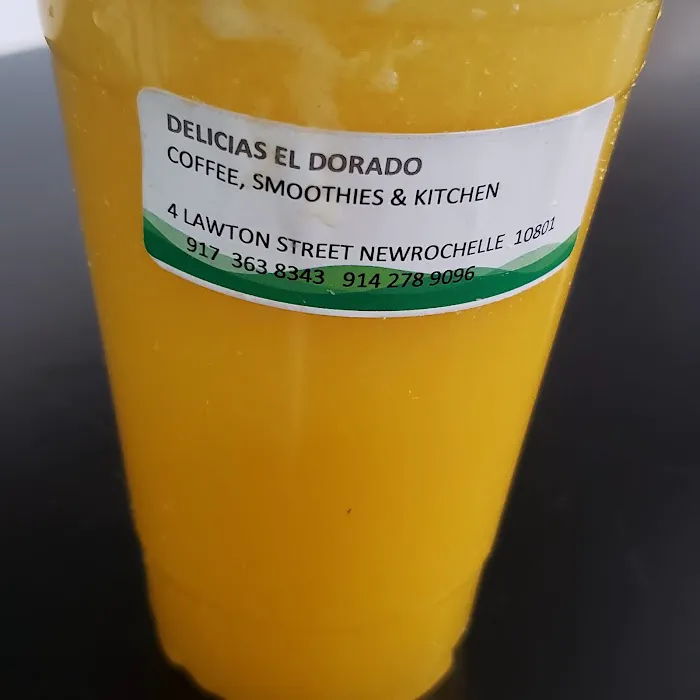 DELICIAS EL DORADO
COFFEE, SMOOTHIES & KITCHEN
4 LAWTON STREET NEWROCHELLE 10801
917 363 8343 914 278 9096